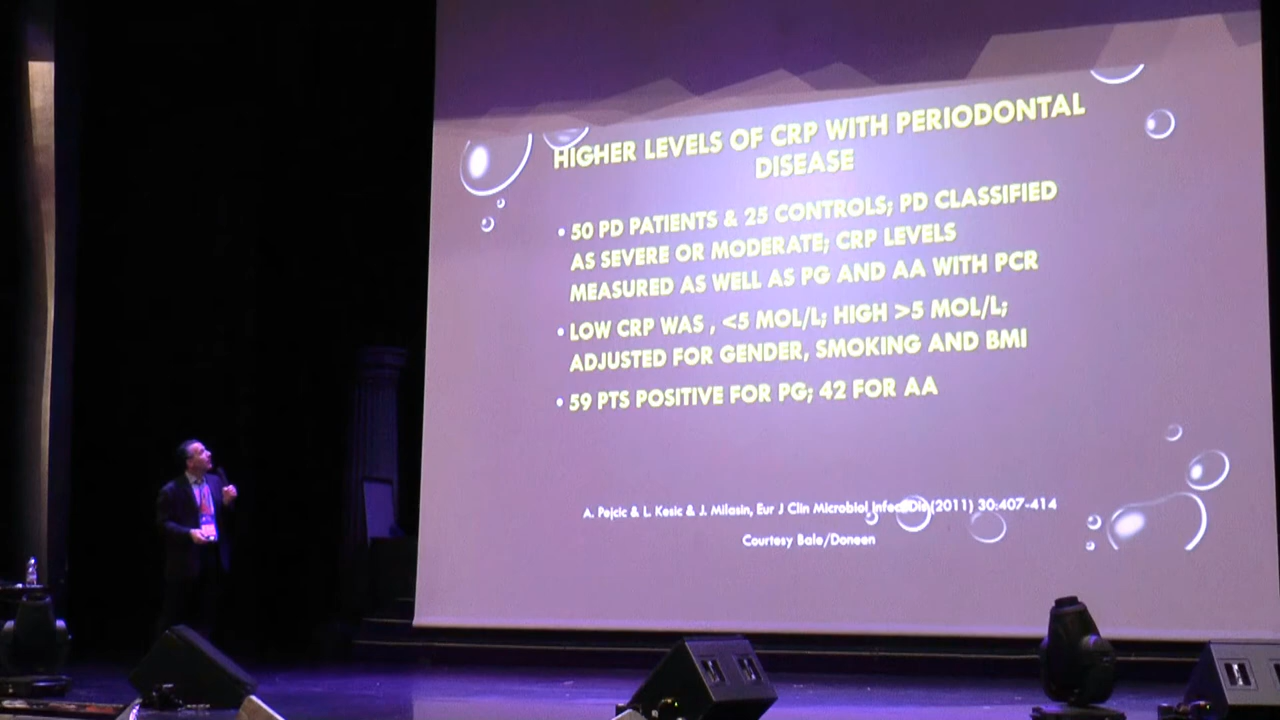 HIGHER LEVELS OF CRP WITH PERIODONTAL
DISEASE
• 50 PD PATIENTS & 25 CONTROLS; PD CLASSIFIED
AS SEVERE OR MODERATE; CRP LEVELS
MEASURED AS WELL AS PG AND AA WITH PCR
• LOW CRP WAS , <5 MOL/L; HIGH >5 MOL/L;
ADJUSTED FOR GENDER, SMOKING AND BMI
• 59 PTS POSITIVE FOR PG; 42 FOR AA
A. Pejcic & L. Kesic & J. Milasin, Eur J Clin Microbiol Infect Dis (2011) 30:407-414
Courtesy Bale/Doneen